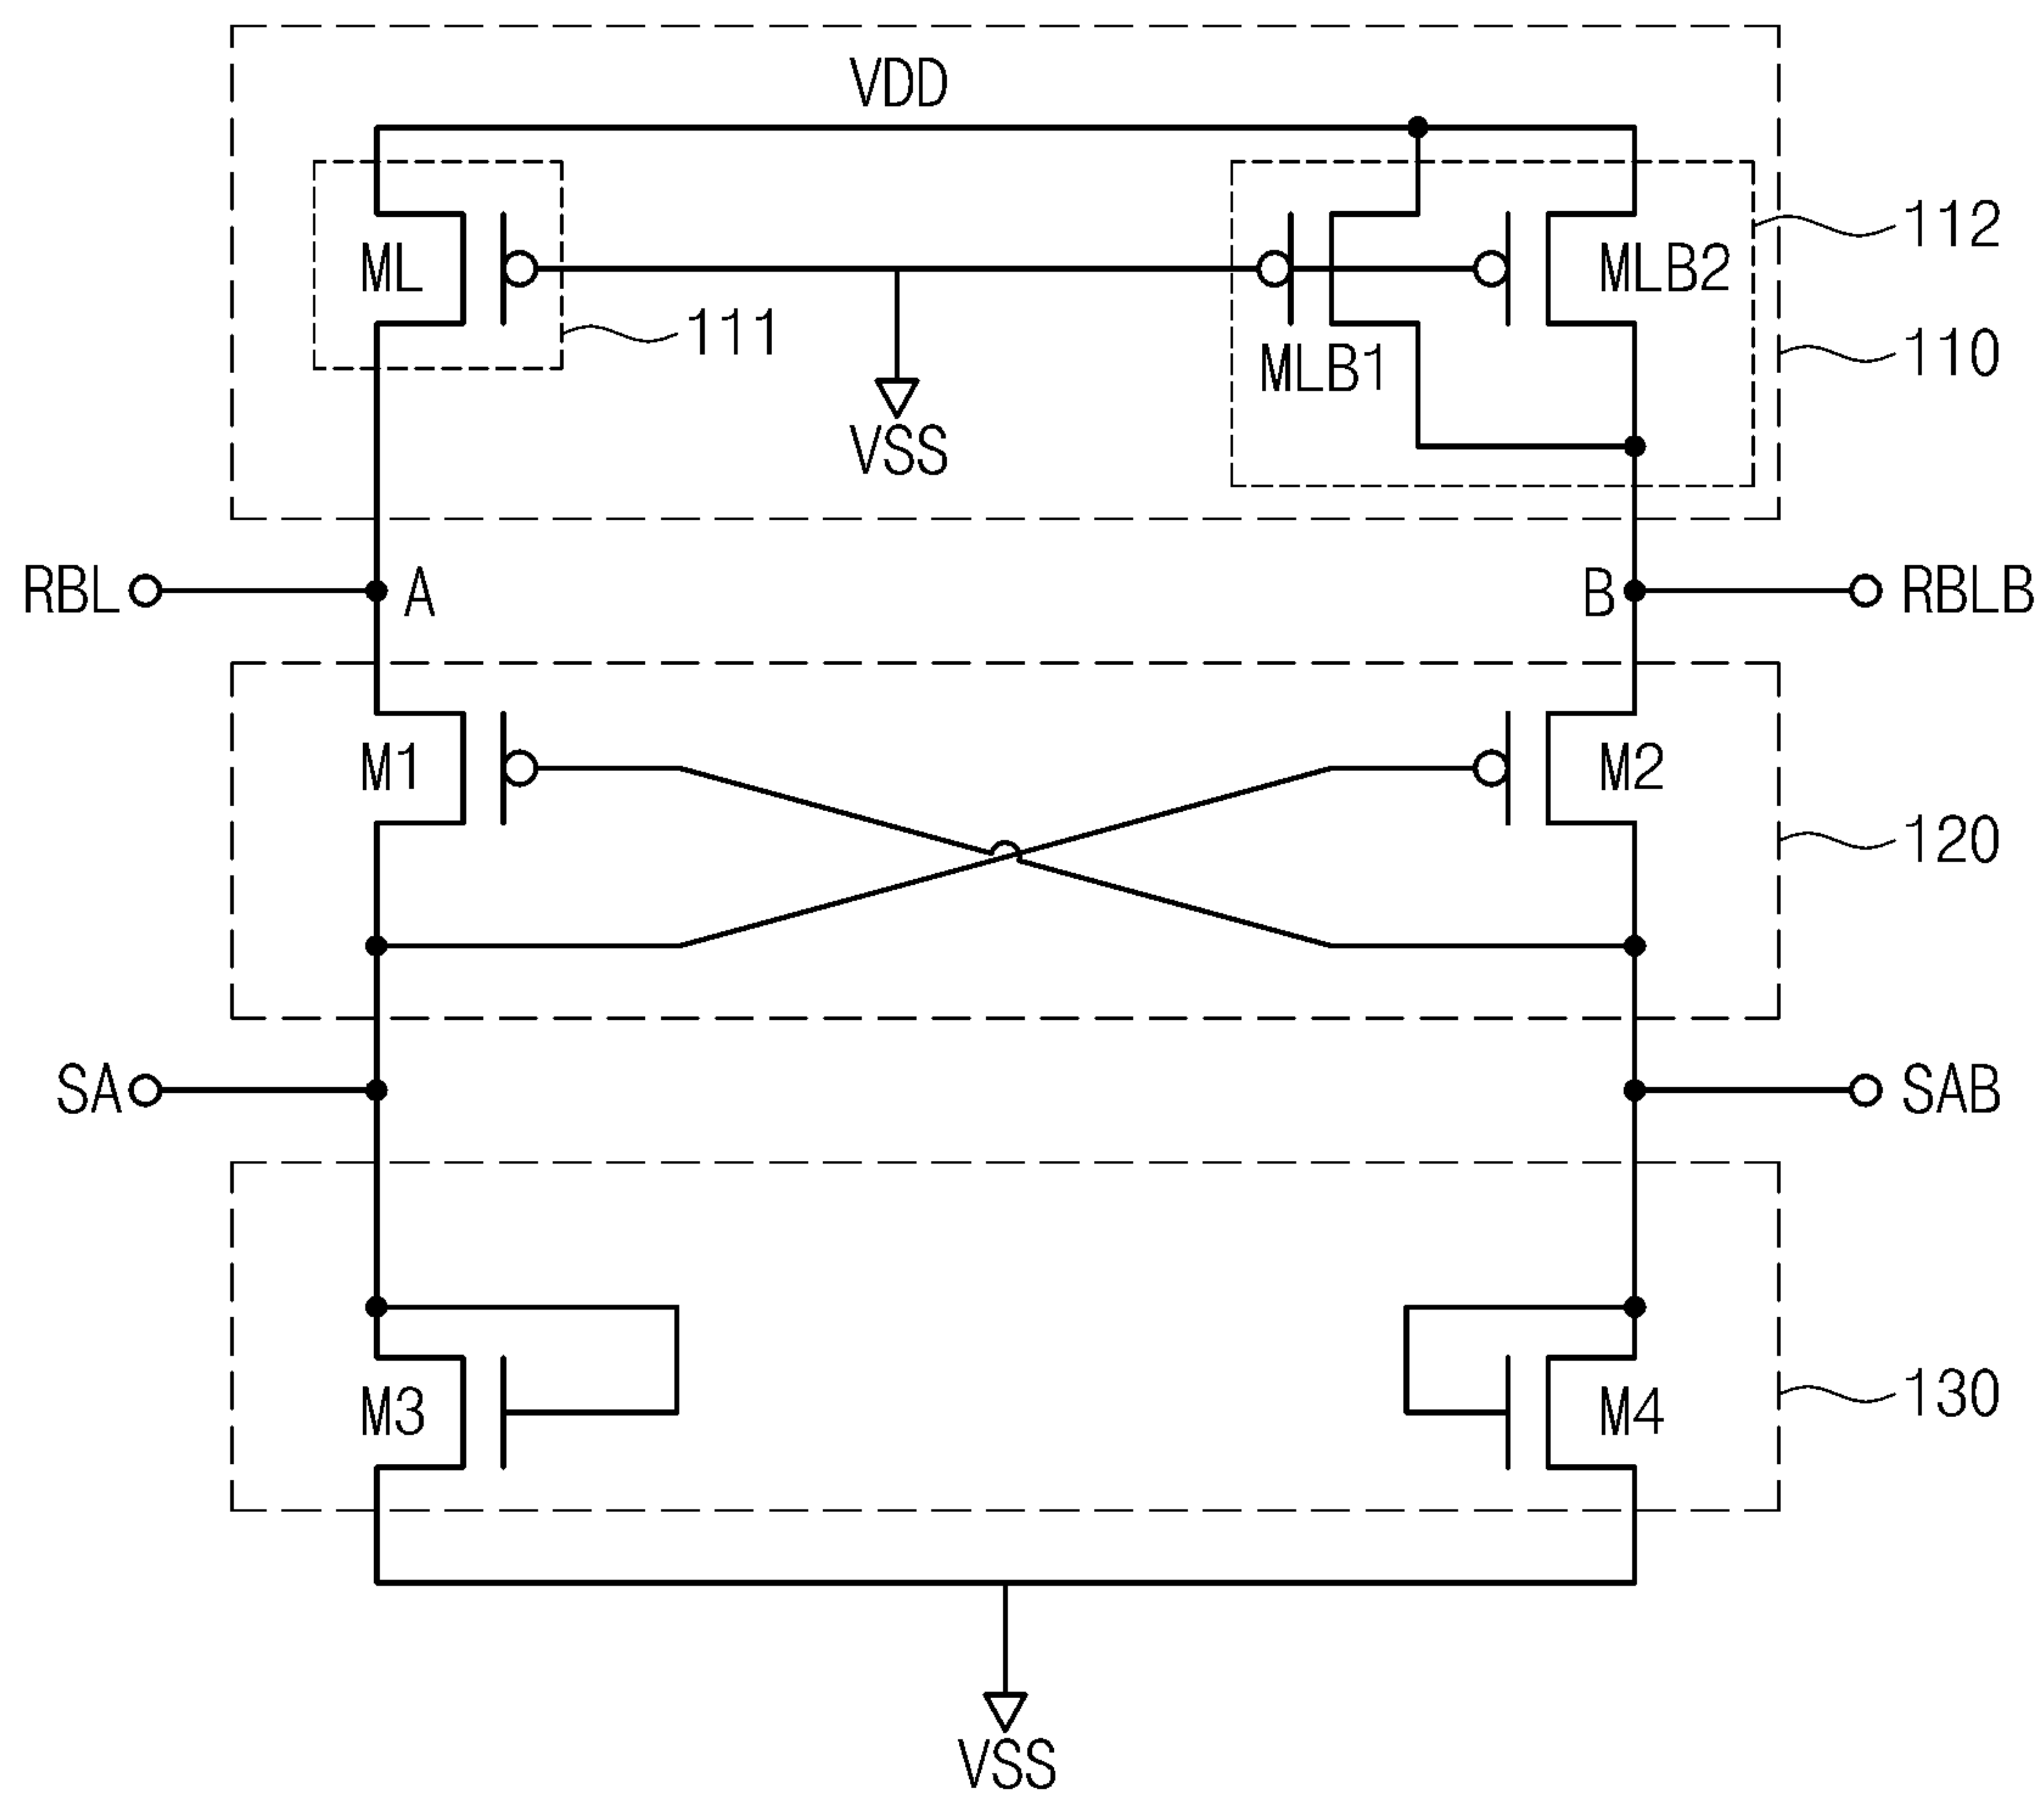 VDD
ML
MLB2
112
111
MLB1
110
VSS
RBL
A
B
RBLB
M1
M2
120
SA
SAB
M3
M4
130
VSS